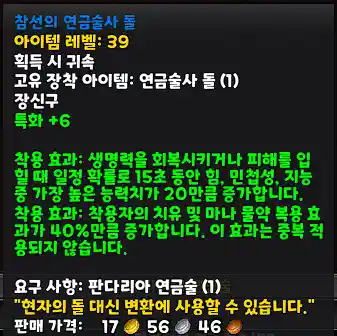 참선의 연금술사 돌
아이템 레벨: 39
획득 시 귀속
고유 장착 아이템: 연금술사 돌 (1)
장신구
특화 +6
착용 효과: 생명력을 회복시키거나 피해를 입
힐 때 일정 확률로 15초 동안 힘, 민첩성, 지능
중 가장 높은 능력치가 20만큼 증가합니다.
착용 효과: 착용자의 치유 및 마나 물약 복용 효
과가 40%만큼 증가합니다. 이 효과는 중복 적
용되지 않습니다.
요구 사항: 판다리아 연금술 (1)
"현자의 돌 대신 변환에 사용할 수 있습니다."
판매 가격: 17 56 46